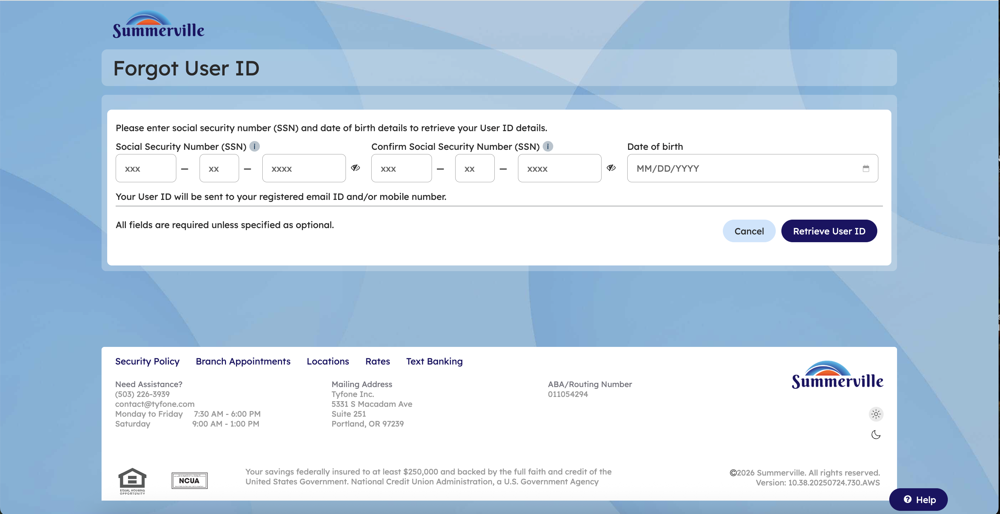 Summerville
Forgot User ID
Please enter social security number (SSN) and date of birth details to retrieve your User ID details.
Social Security Number (SSN) i Confirm Social Security Number (SSN) i Date of birth
xxx – xx – xxxx xxx – xx – xxxx MM/DD/YYYY
Your User ID will be sent to your registered email ID and/or mobile number.
All fields are required unless specified as optional.
Cancel Retrieve User ID
Security Policy Branch Appointments Locations Rates Text Banking
Summerville
Need Assistance?
(503) 226-3939
contact@tyfone.com
Monday to Friday 7:30 AM - 6:00 PM
Saturday 9:00 AM - 1:00 PM
Mailing Address
Tyfone Inc.
5331 S Macadam Ave
Suite 251
Portland, OR 97239
ABA/Routing Number
011054294
EQUAL HOUSING
OPPORTUNITY
NCUA
Your savings federally insured to at least $250,000 and backed by the full faith and credit of the
United States Government. National Credit Union Administration, a U.S. Government Agency
©2026 Summerville. All rights reserved.
Version: 10.38.20250724.730.AWS
? Help